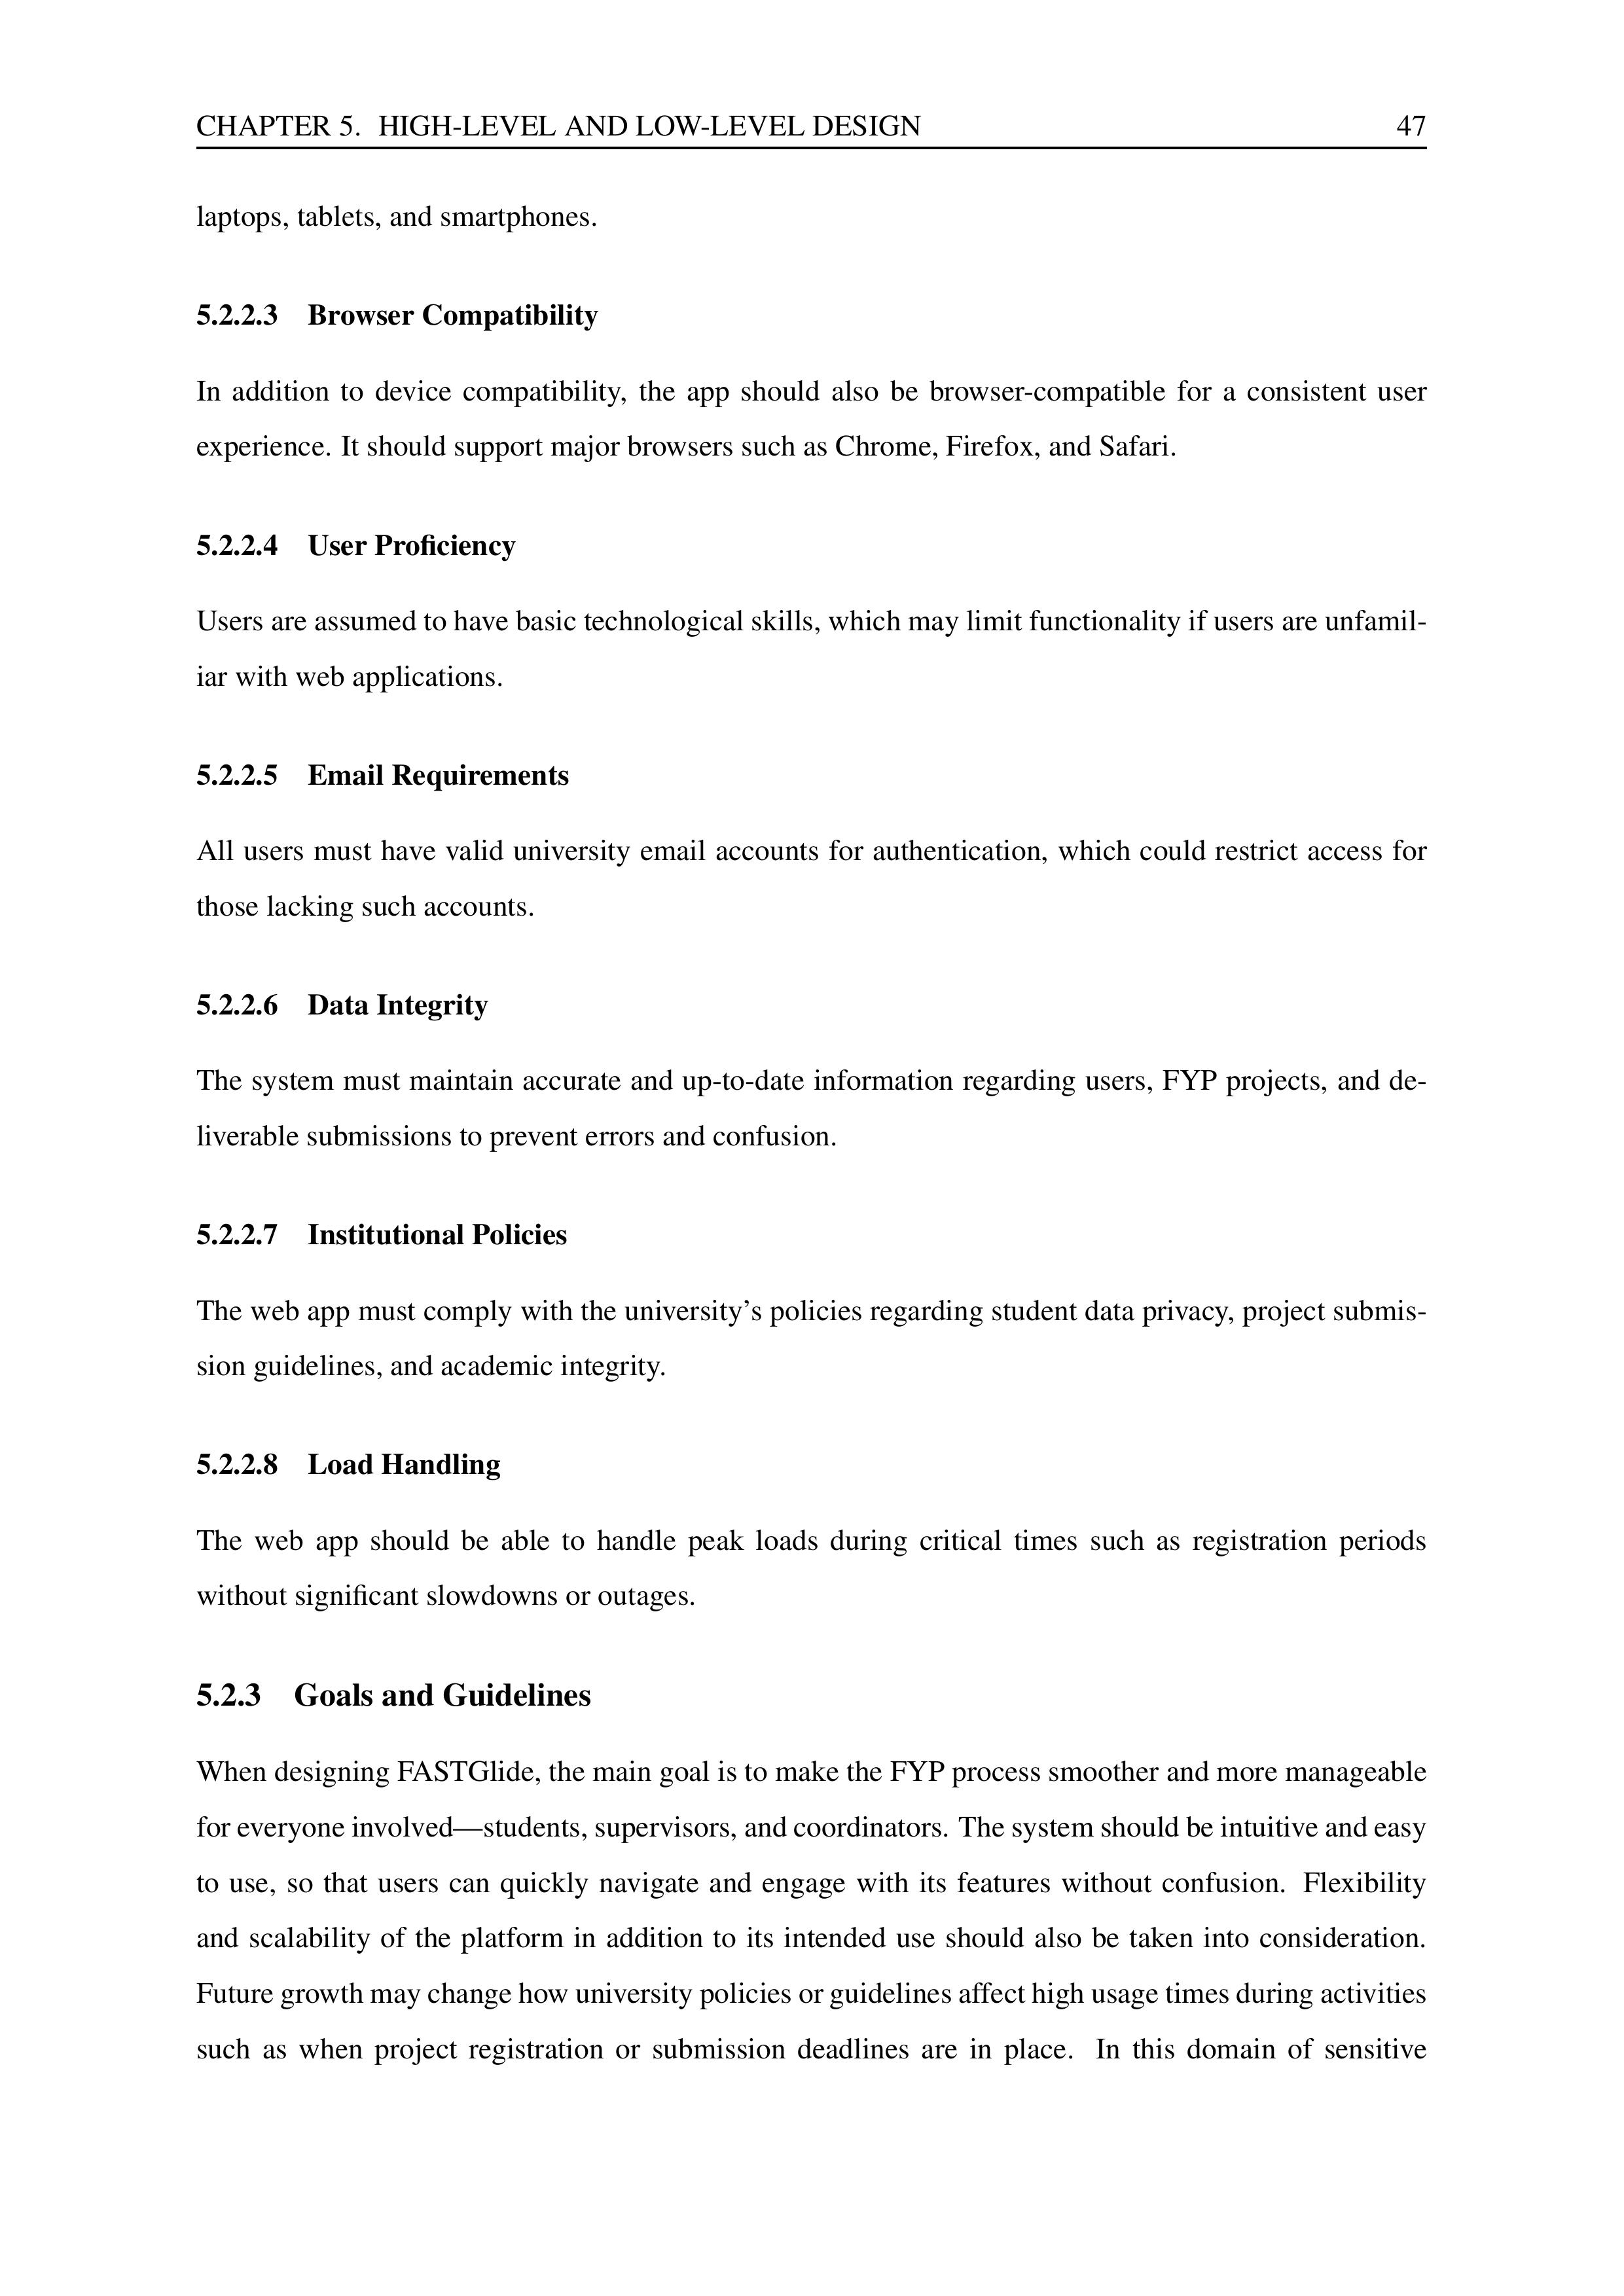 CHAPTER 5. HIGH-LEVEL AND LOW-LEVEL DESIGN 47
laptops, tablets, and smartphones.
5.2.2.3 Browser Compatibility
In addition to device compatibility, the app should also be browser-compatible for a consistent user
experience. It should support major browsers such as Chrome, Firefox, and Safari.
5.2.2.4 User Proficiency
Users are assumed to have basic technological skills, which may limit functionality if users are unfamil-
iar with web applications.
5.2.2.5 Email Requirements
All users must have valid university email accounts for authentication, which could restrict access for
those lacking such accounts.
5.2.2.6 Data Integrity
The system must maintain accurate and up-to-date information regarding users, FYP projects, and de-
liverable submissions to prevent errors and confusion.
5.2.2.7 Institutional Policies
The web app must comply with the university’s policies regarding student data privacy, project submis-
sion guidelines, and academic integrity.
5.2.2.8 Load Handling
The web app should be able to handle peak loads during critical times such as registration periods
without significant slowdowns or outages.
5.2.3 Goals and Guidelines
When designing FASTGlide, the main goal is to make the FYP process smoother and more manageable
for everyone involved—students, supervisors, and coordinators. The system should be intuitive and easy
to use, so that users can quickly navigate and engage with its features without confusion. Flexibility
and scalability of the platform in addition to its intended use should also be taken into consideration.
Future growth may change how university policies or guidelines affect high usage times during activities
such as when project registration or submission deadlines are in place. In this domain of sensitive